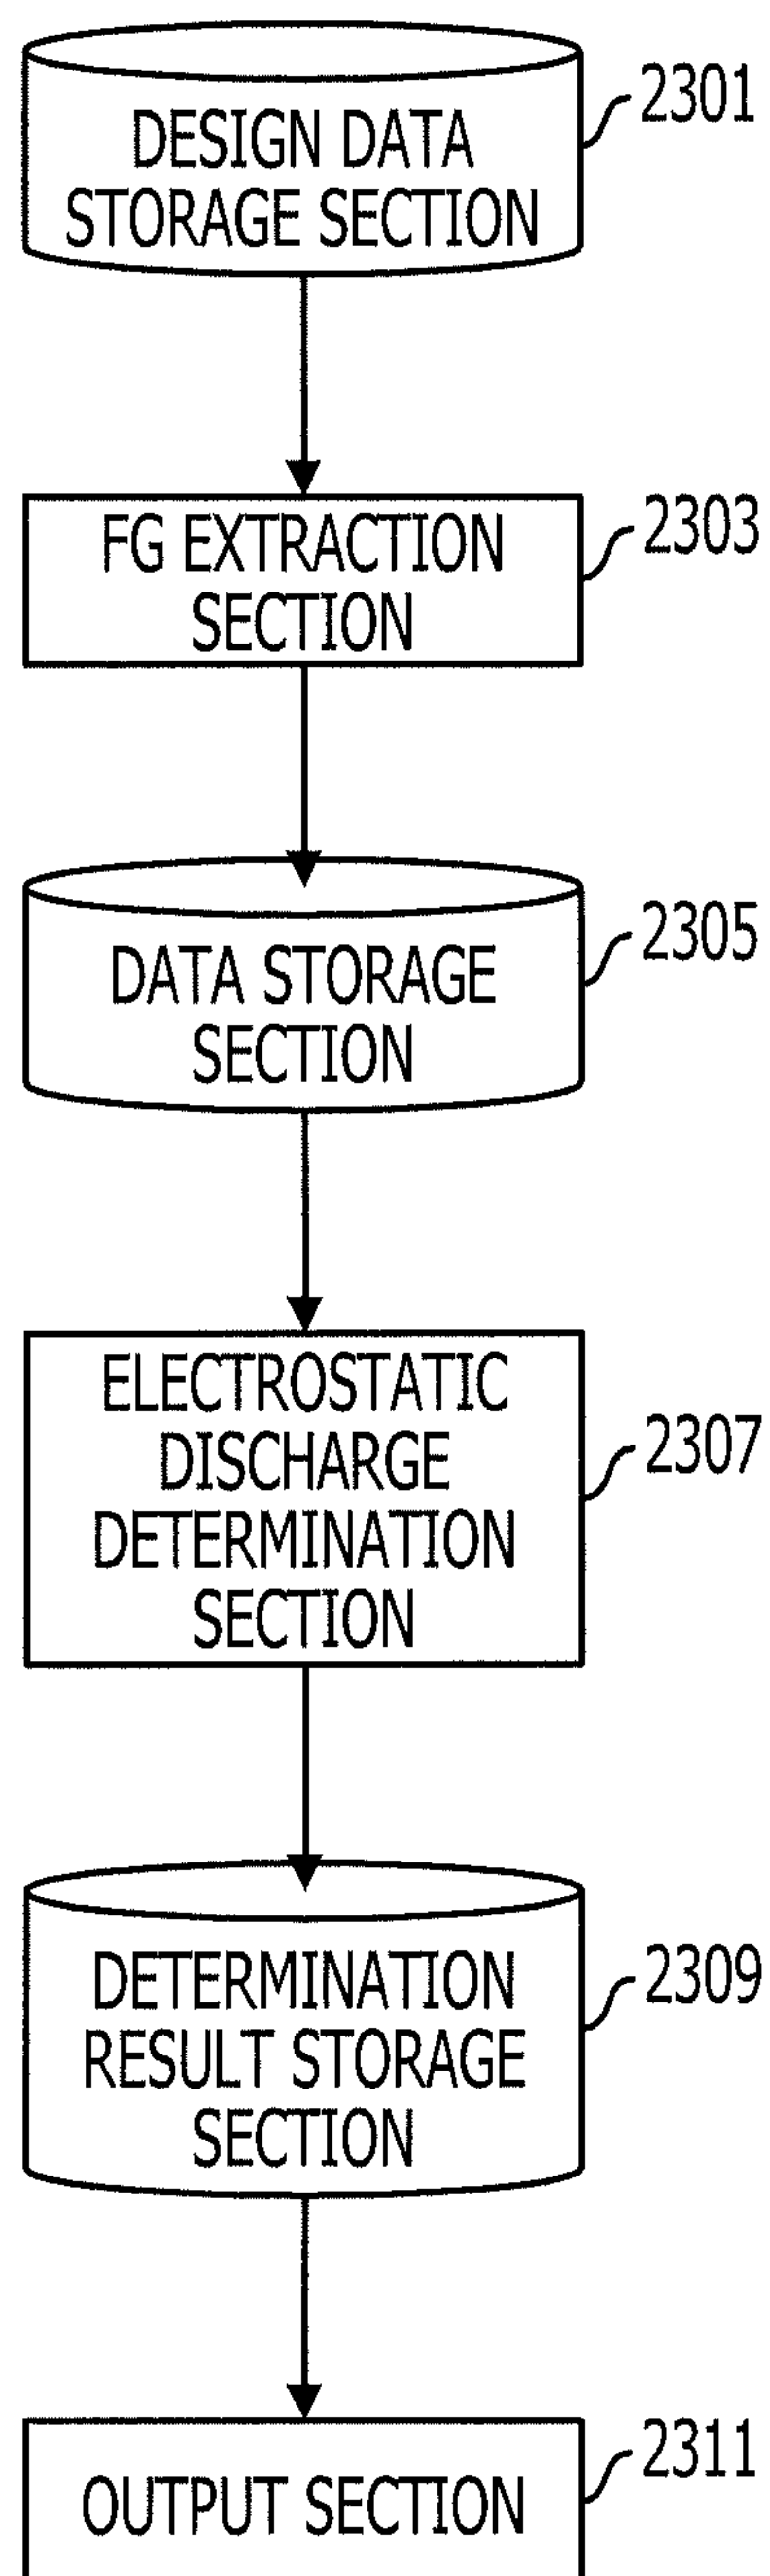 DESIGN DATA
STORAGE SECTION
2301
FG EXTRACTION
SECTION
2303
DATA STORAGE
SECTION
2305
ELECTROSTATIC
DISCHARGE
DETERMINATION
SECTION
2307
DETERMINATION
RESULT STORAGE
SECTION
2309
OUTPUT SECTION
2311